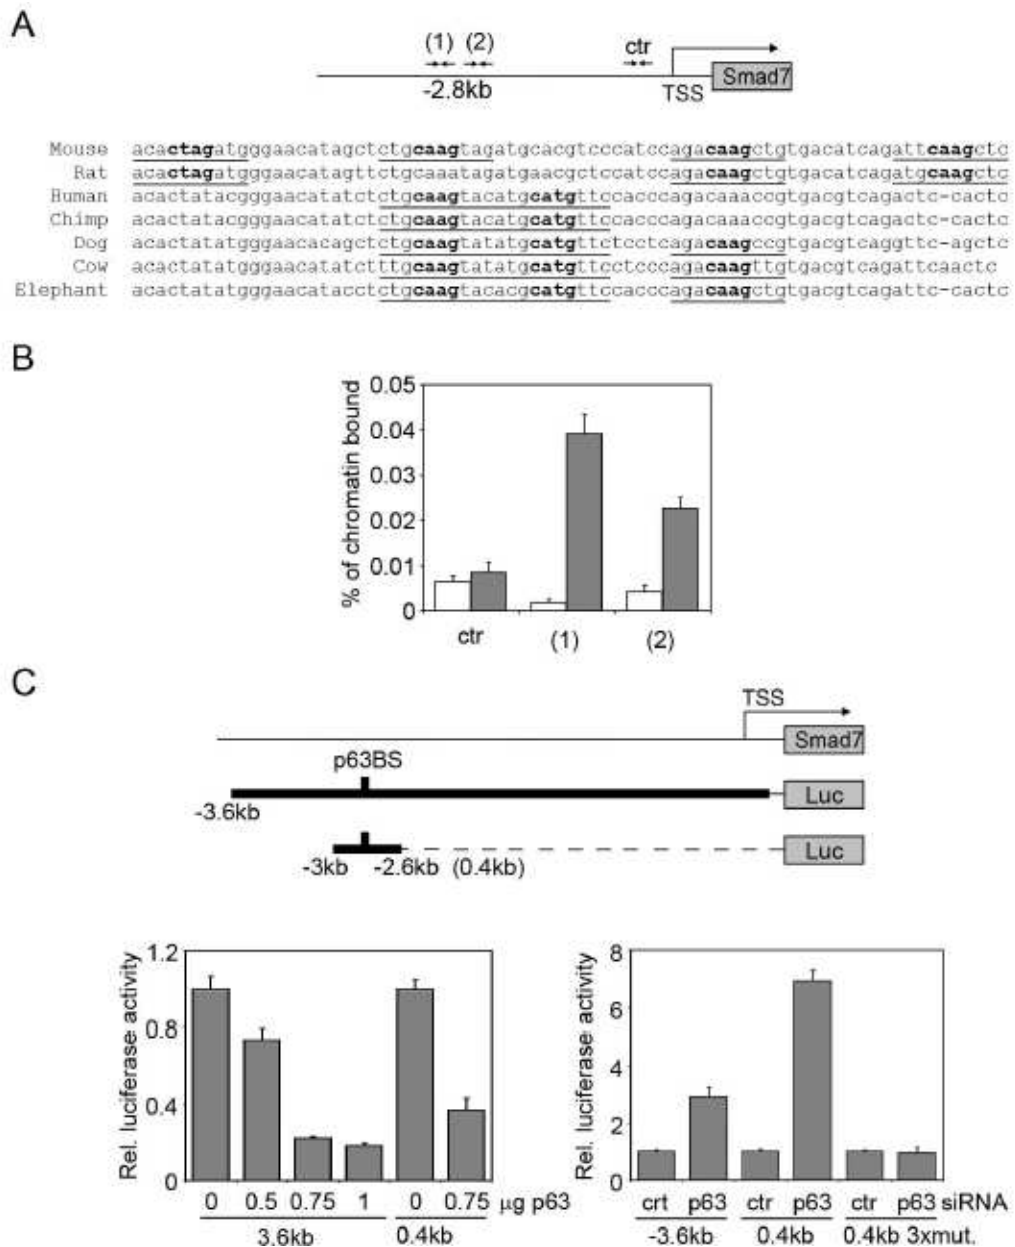 A
(1) (2) ctr
-2.8kb TSS Smad7
Mouse acactagatgggaacatagctctgcaagtagatgcacgtcccatccagacaagctgtgacatcagattcaagctc
Rat acactagatgggaacatagttctgcaaatagatgaacgctccatccagacaagctgtgacatcagatgcaagctc
Human acactatacgggaacatatctctgcaagtacatgcatgttccacccagacaaaccgtgacgtcagactc-cactc
Chimp acactatacgggaacatatctctgcaagtacatgcatgttccacccagacaaaccgtgacgtcagactc-cactc
Dog acactatatgggaacacagctctgcaagtatatgcatgttctcctcagacaagccgtgacgtcaggttc-agctc
Cow acactatatgggaacatatctttgcaagtatatgcatgttcctcccagacaagttgtgacgtcagattcaactc
Elephant acactatatgggaacatacctctgcaagtacacgcatgttccacccagacaagctgtgacgtcagattc-cactc
B
% of chromatin bound
0.05
0.04
0.03
0.02
0.01
0
ctr (1) (2)
C
TSS
Smad7
p63BS
-3.6kb Luc
-3kb -2.6kb (0.4kb) Luc
Rel. luciferase activity
1.2
0.8
0.4
0
0 0.5 0.75 1 0 0.75 μg p63
3.6kb 0.4kb
Rel. luciferase activity
8
6
4
2
0
crt p63 ctr p63 ctr p63 siRNA
-3.6kb 0.4kb 0.4kb 3xmut.